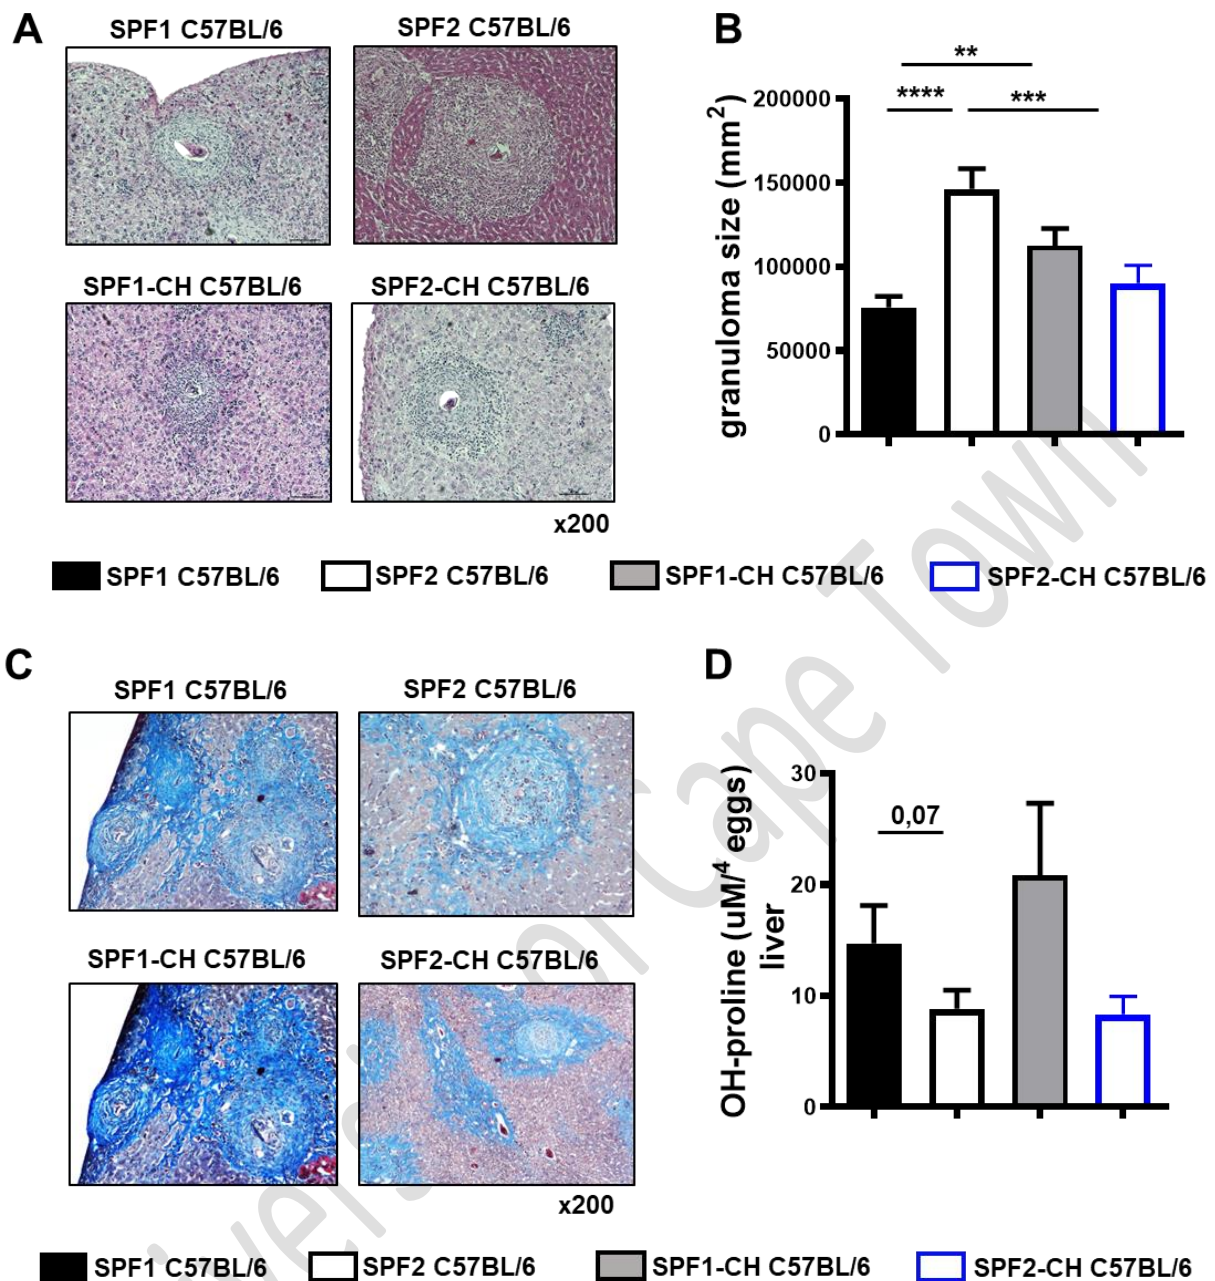 A
SPF1 C57BL/6
SPF2 C57BL/6
SPF1-CH C57BL/6
SPF2-CH C57BL/6
x200
B
**
****
***
granuloma size (mm2)
200000
150000
100000
50000
0
SPF1 C57BL/6
SPF2 C57BL/6
SPF1-CH C57BL/6
SPF2-CH C57BL/6
C
SPF1 C57BL/6
SPF2 C57BL/6
SPF1-CH C57BL/6
SPF2-CH C57BL/6
x200
D
0,07
OH-proline (uM/4 eggs)
liver
30
20
10
0
SPF1 C57BL/6
SPF2 C57BL/6
SPF1-CH C57BL/6
SPF2-CH C57BL/6
Cape Town